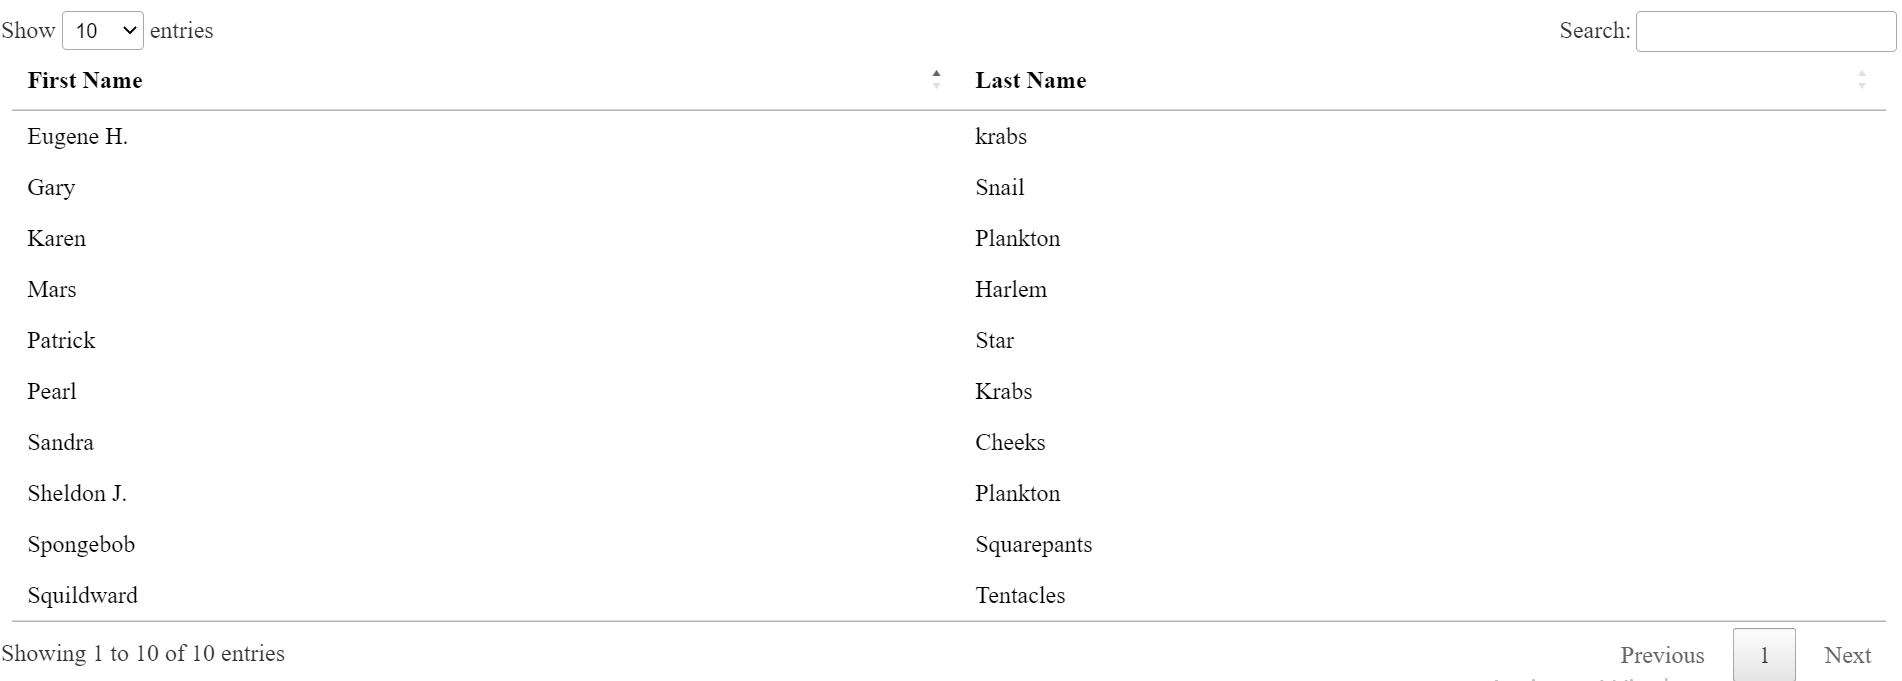 Show 10 entries Search:
First Name Last Name
Eugene H. krabs
Gary Snail
Karen Plankton
Mars Harlem
Patrick Star
Pearl Krabs
Sandra Cheeks
Sheldon J. Plankton
Spongebob Squarepants
Squildward Tentacles
Showing 1 to 10 of 10 entries Previous 1 Next